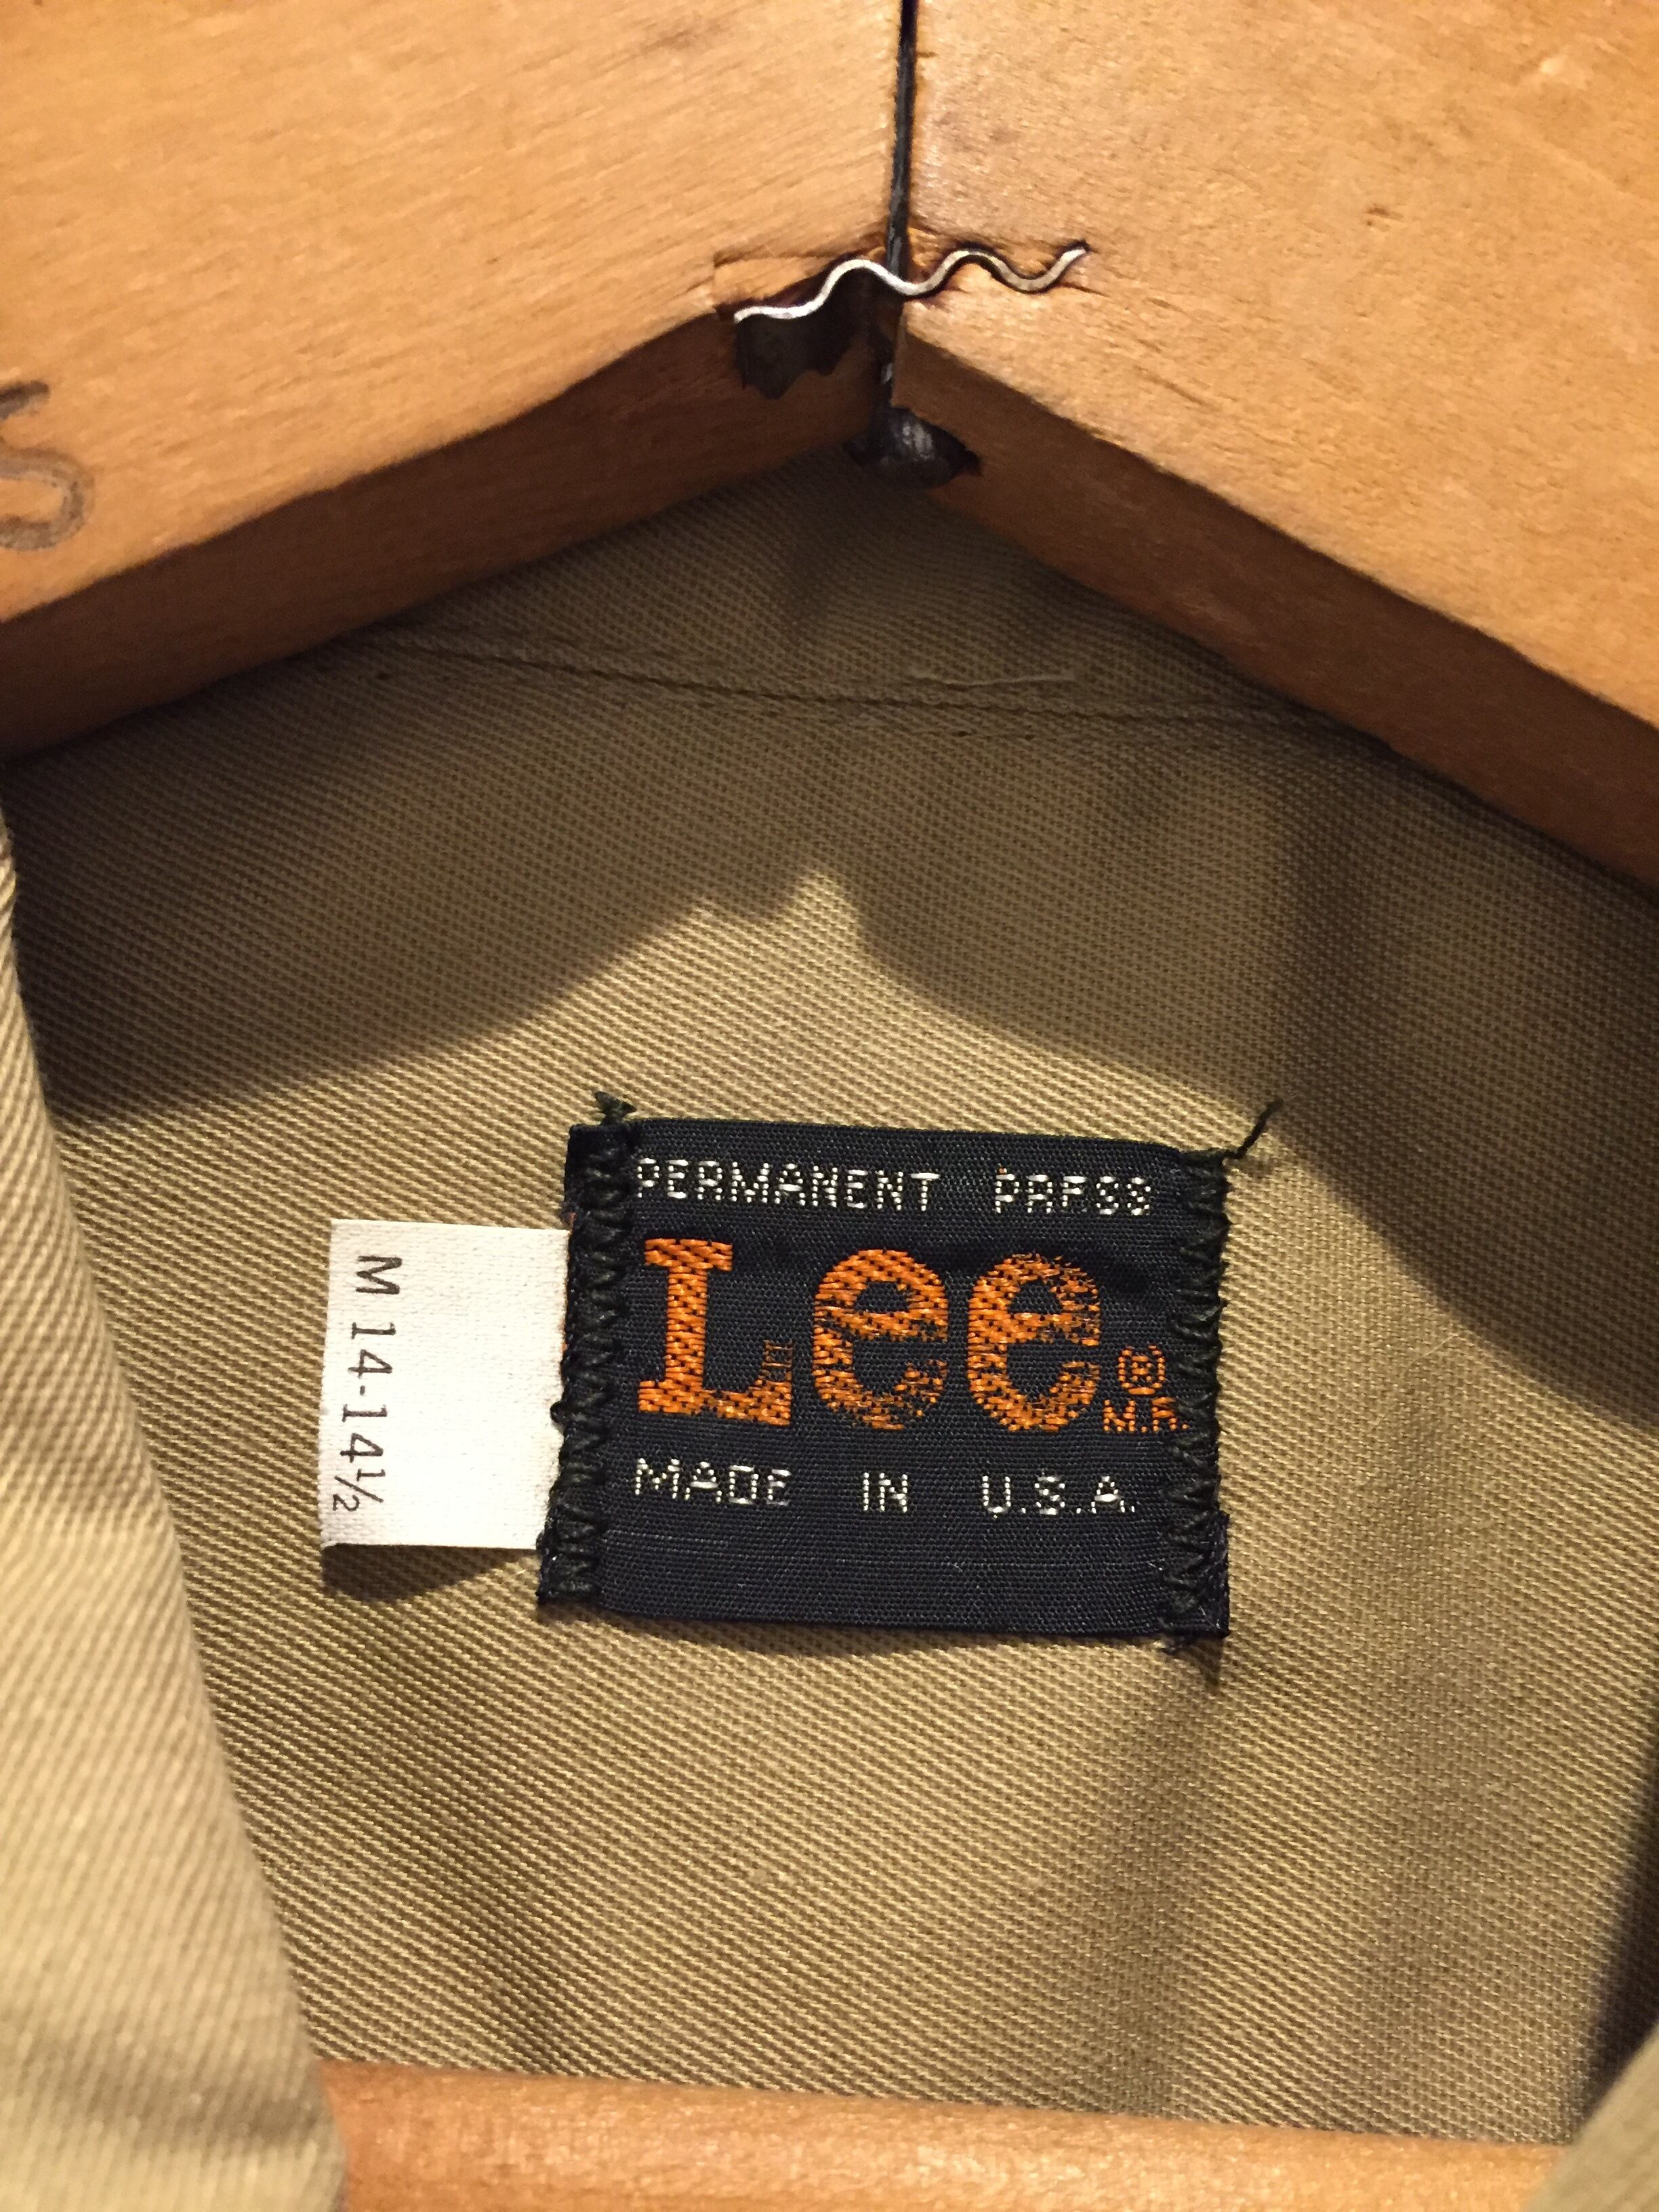 PERMANENT PRESS
Lee ®
M.R.
MADE IN U.S.A.
M 14-14½